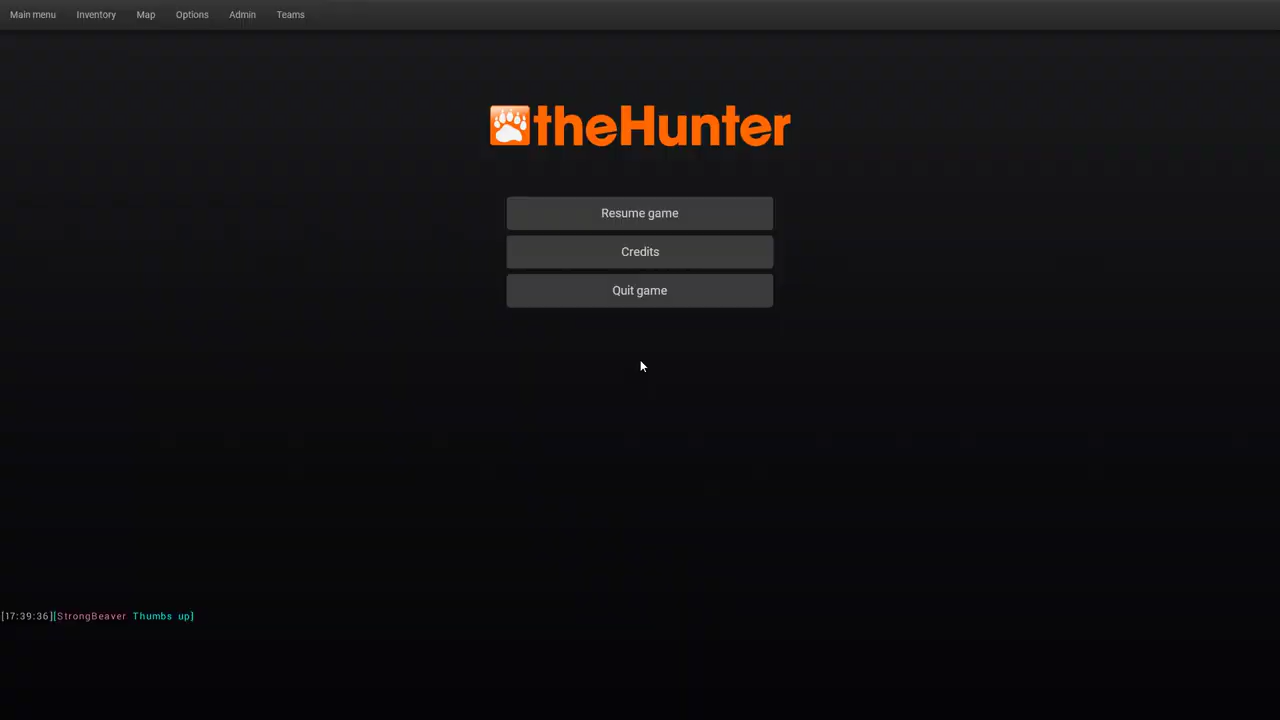 Main menu Inventory Map Options Admin Teams
theHunter
Resume game
Credits
Quit game
[17:39:36][StrongBeaver Thumbs up]